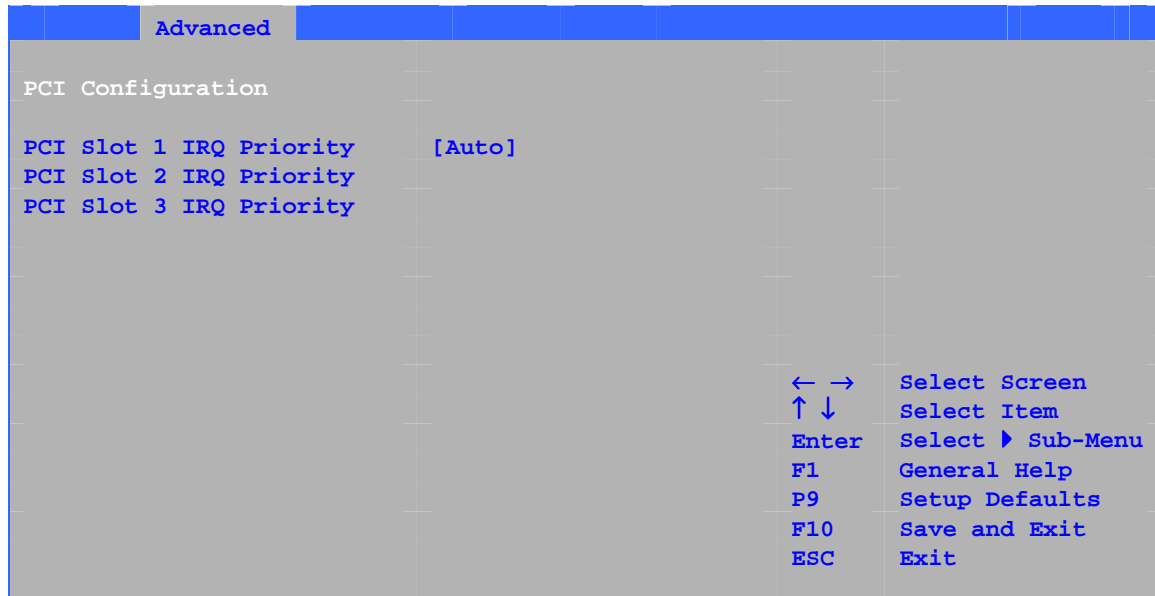 Advanced
PCI Configuration
PCI Slot 1 IRQ Priority [Auto]
PCI Slot 2 IRQ Priority
PCI Slot 3 IRQ Priority
← → Select Screen
↑ ↓ Select Item
Enter Select ▶ Sub-Menu
F1 General Help
P9 Setup Defaults
F10 Save and Exit
ESC Exit